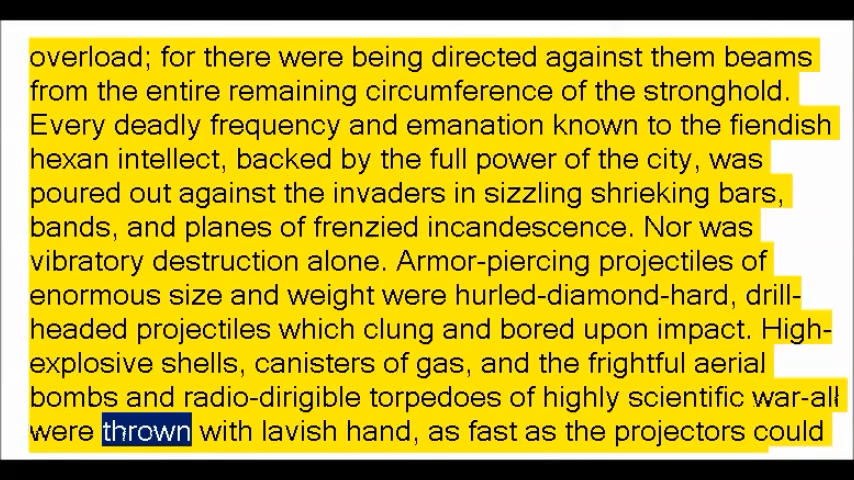 overload; for there were being directed against them beams
from the entire remaining circumference of the stronghold.
Every deadly frequency and emanation known to the fiendish
hexan intellect, backed by the full power of the city, was
poured out against the invaders in sizzling shrieking bars,
bands, and planes of frenzied incandescence. Nor was
vibratory destruction alone. Armor-piercing projectiles of
enormous size and weight were hurled-diamond-hard, drill-
headed projectiles which clung and bored upon impact. High-
explosive shells, canisters of gas, and the frightful aerial
bombs and radio-dirigible torpedoes of highly scientific war-all
were thrown with lavish hand, as fast as the projectors could